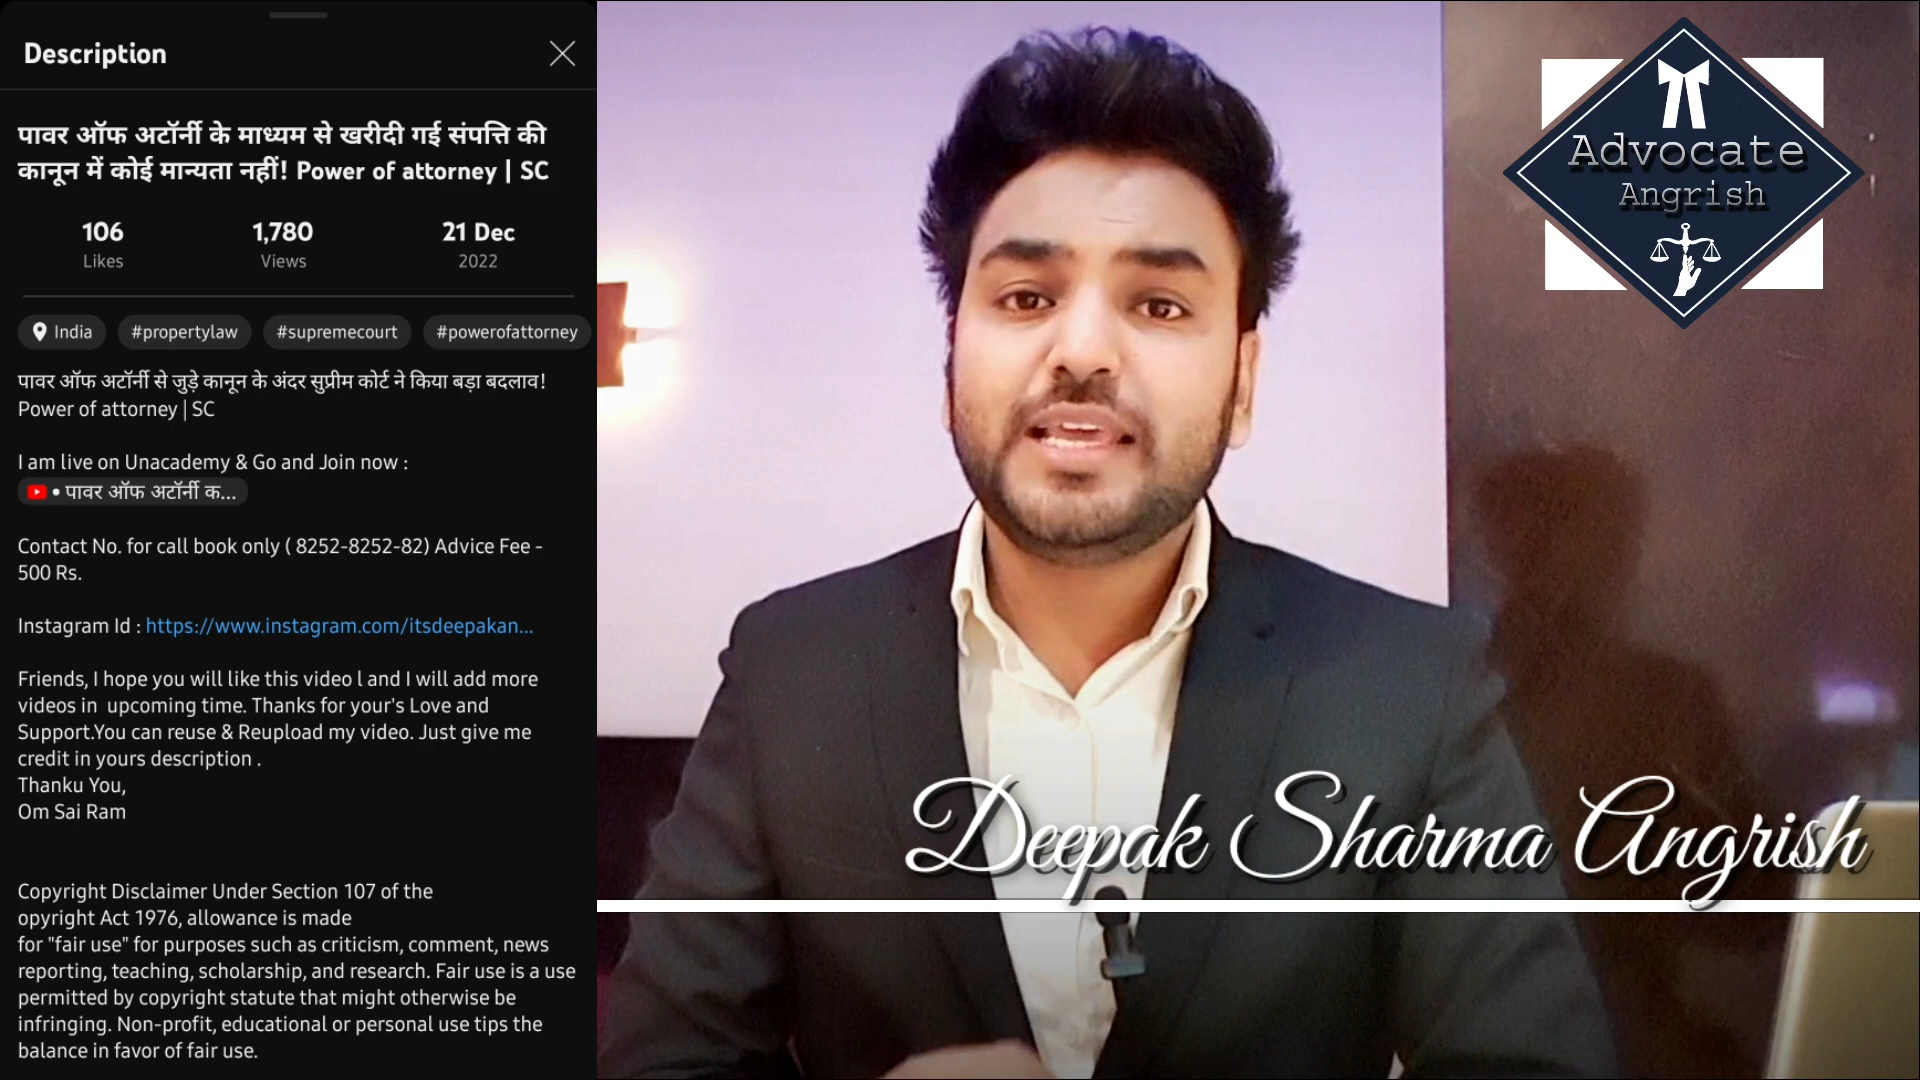 Description
पावर ऑफ अटॉर्नी के माध्यम से खरीदी गई संपत्ति की
कानून में कोई मान्यता नहीं! Power of attorney | SC
106
Likes
1,780
Views
21 Dec
2022
India
#propertylaw
#supremecourt
#powerofattorney
पावर ऑफ अटॉर्नी से जुड़े कानून के अंदर सुप्रीम कोर्ट ने किया बड़ा बदलाव!
Power of attorney | SC
I am live on Unacademy & Go and Join now :
• पावर ऑफ अटॉर्नी क...
Contact No. for call book only ( 8252-8252-82) Advice Fee -
500 Rs.
Instagram Id : https://www.instagram.com/itsdeepakan...
Friends, I hope you will like this video l and I will add more
videos in  upcoming time. Thanks for your's Love and
Support.You can reuse & Reupload my video. Just give me
credit in yours description .
Thanku You,
Om Sai Ram
Copyright Disclaimer Under Section 107 of the
opyright Act 1976, allowance is made
for "fair use" for purposes such as criticism, comment, news
reporting, teaching, scholarship, and research. Fair use is a use
permitted by copyright statute that might otherwise be
infringing. Non-profit, educational or personal use tips the
balance in favor of fair use.
Advocate
Angrish
Deepak Sharma Angrish